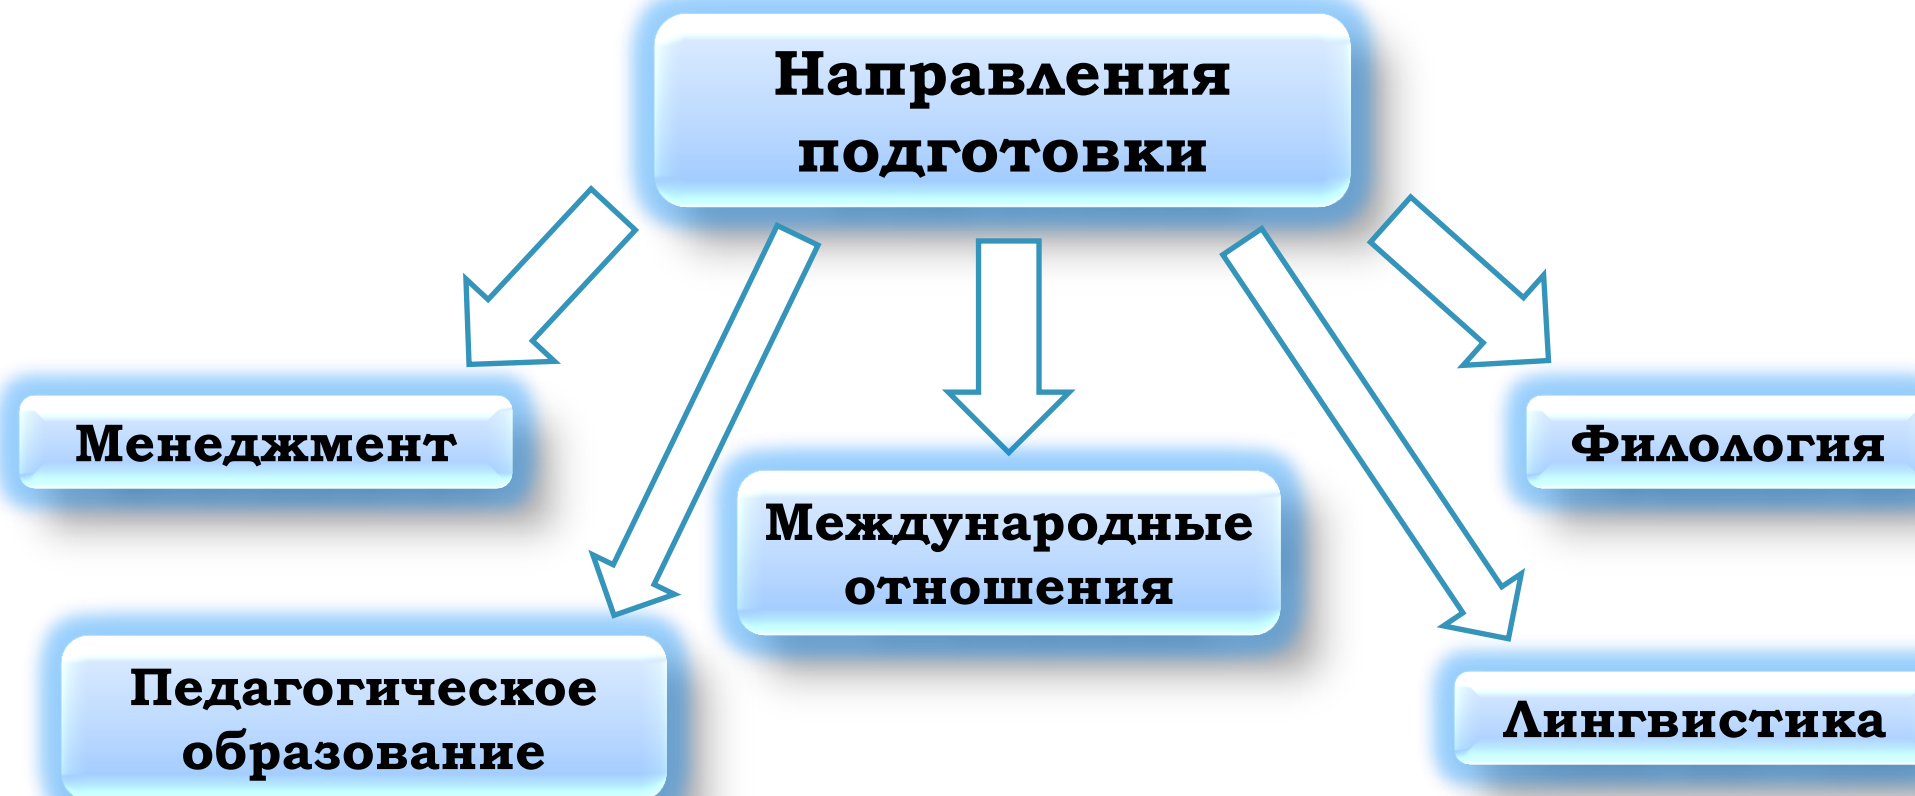 Направления
подготовки
Менеджмент
Филология
Международные
отношения
Педагогическое
образование
Лингвистика